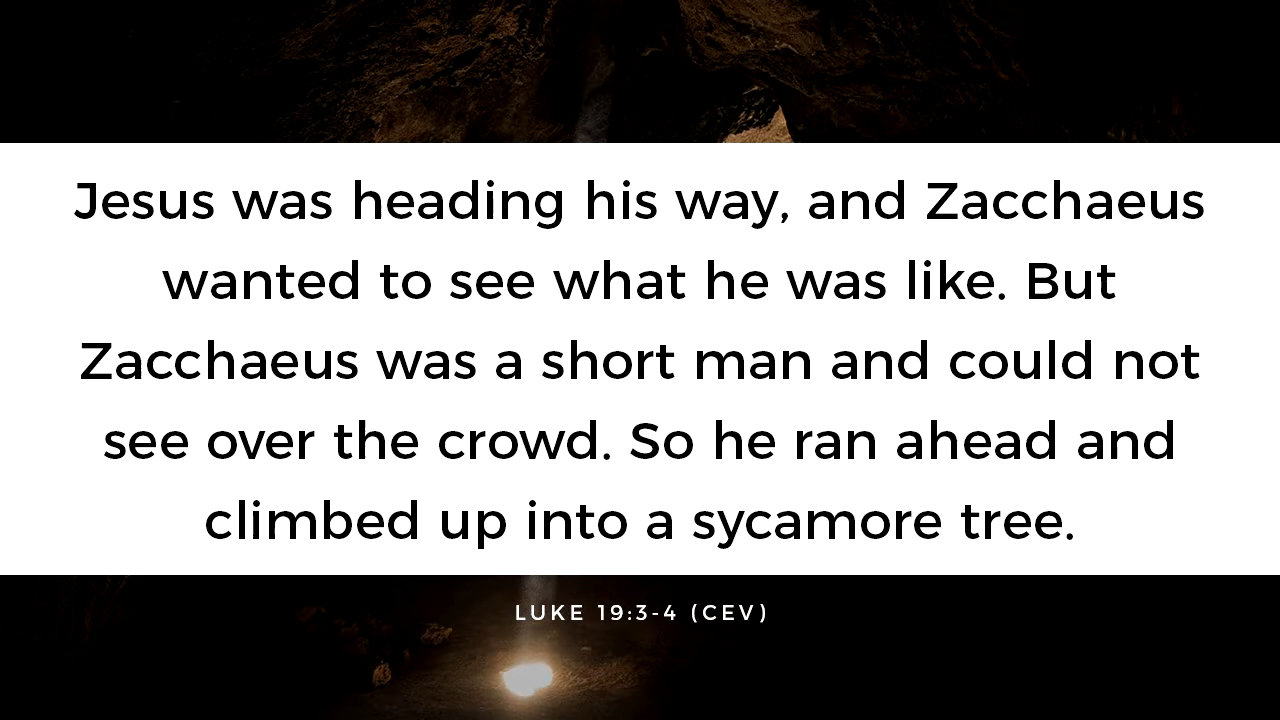 Jesus was heading his way, and Zacchaeus
wanted to see what he was like. But
Zacchaeus was a short man and could not
see over the crowd. So he ran ahead and
climbed up into a sycamore tree.
LUKE 19:3-4 (CEV)